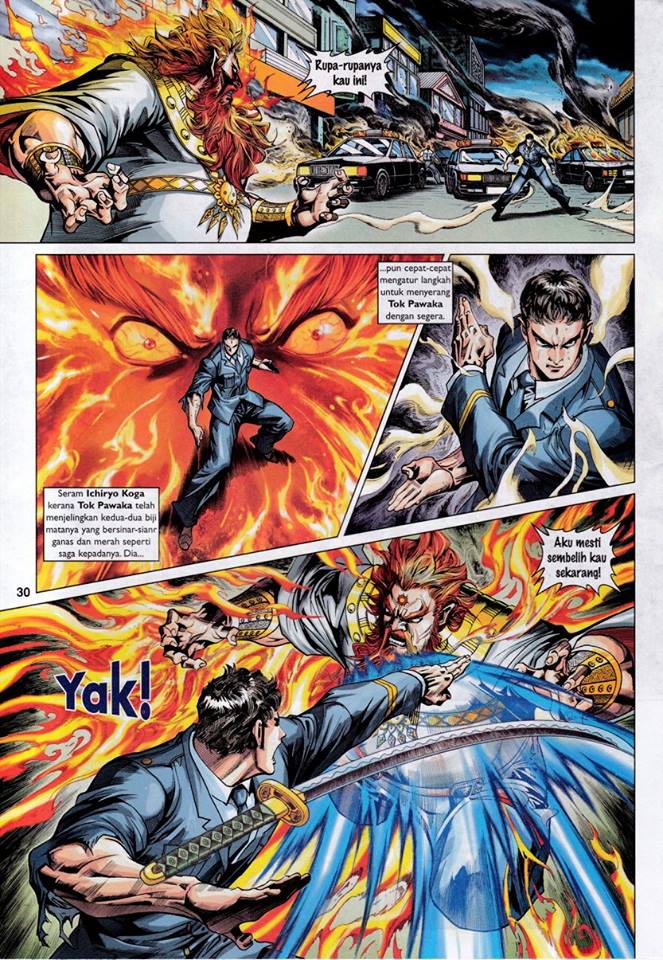 Rupa-rupanya
kau ini!
...pun cepat-cepat
mengatur langkah
untuk menyerang
Tok Pawaka
dengan segera.
Seram Ichiryo Koga
kerana Tok Pawaka telah
menjelingkan kedua-dua biji
matanya yang bersinar-sianr
ganas dan merah seperti
saga kepadanya. Dia...
30
Aku mesti
sembelih kau
sekarang!
Yak!